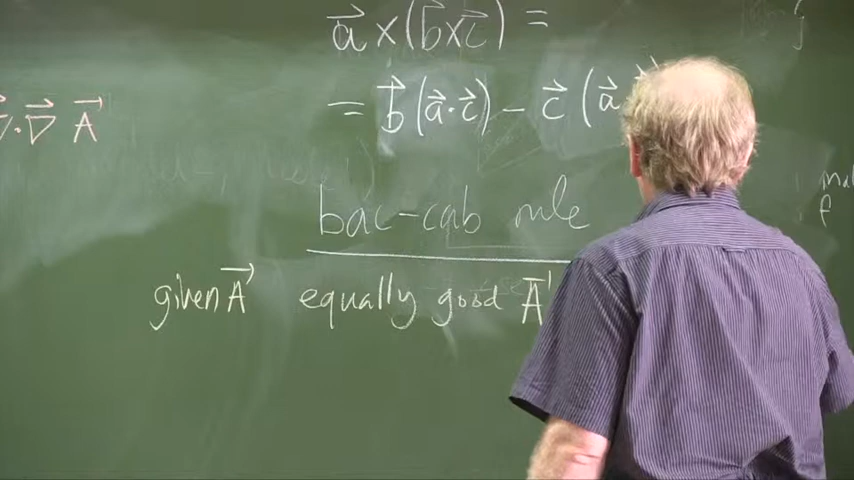 a⃗ × (b⃗ × c⃗) =
= b⃗ (a⃗ · c⃗) − c⃗ (a⃗
∇⃗ · ∇⃗ A⃗
bac-cab rule
given A⃗ equally good A⃗'
f